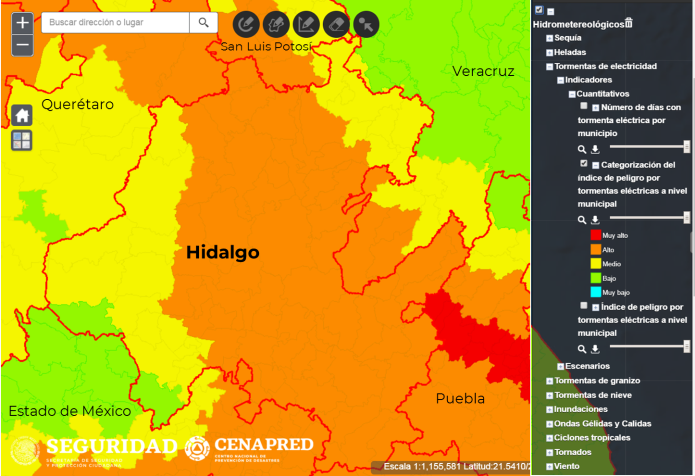 Buscar dirección o lugar
San Luis Potosí
Veracruz
Querétaro
Hidalgo
Estado de México
Puebla
SEGURIDAD
SECRETARÍA DE SEGURIDAD
Y PROTECCIÓN CIUDADANA
CENAPRED
CENTRO NACIONAL DE
PREVENCIÓN DE DESASTRES
Escala 1:1,155,581 Latitud:21.5410/2
Hidrometereológicos
Sequía
Heladas
Tormentas de electricidad
Indicadores
Cuantitativos
Número de días con
tormenta eléctrica por
municipio
Categorización del
índice de peligro por
tormentas eléctricas a nivel
municipal
Muy alto
Alto
Medio
Bajo
Muy bajo
Índice de peligro por
tormentas eléctricas a nivel
municipal
Escenarios
Tormentas de granizo
Tormentas de nieve
Inundaciones
Ondas Gélidas y Calidas
Ciclones tropicales
Tornados
Viento